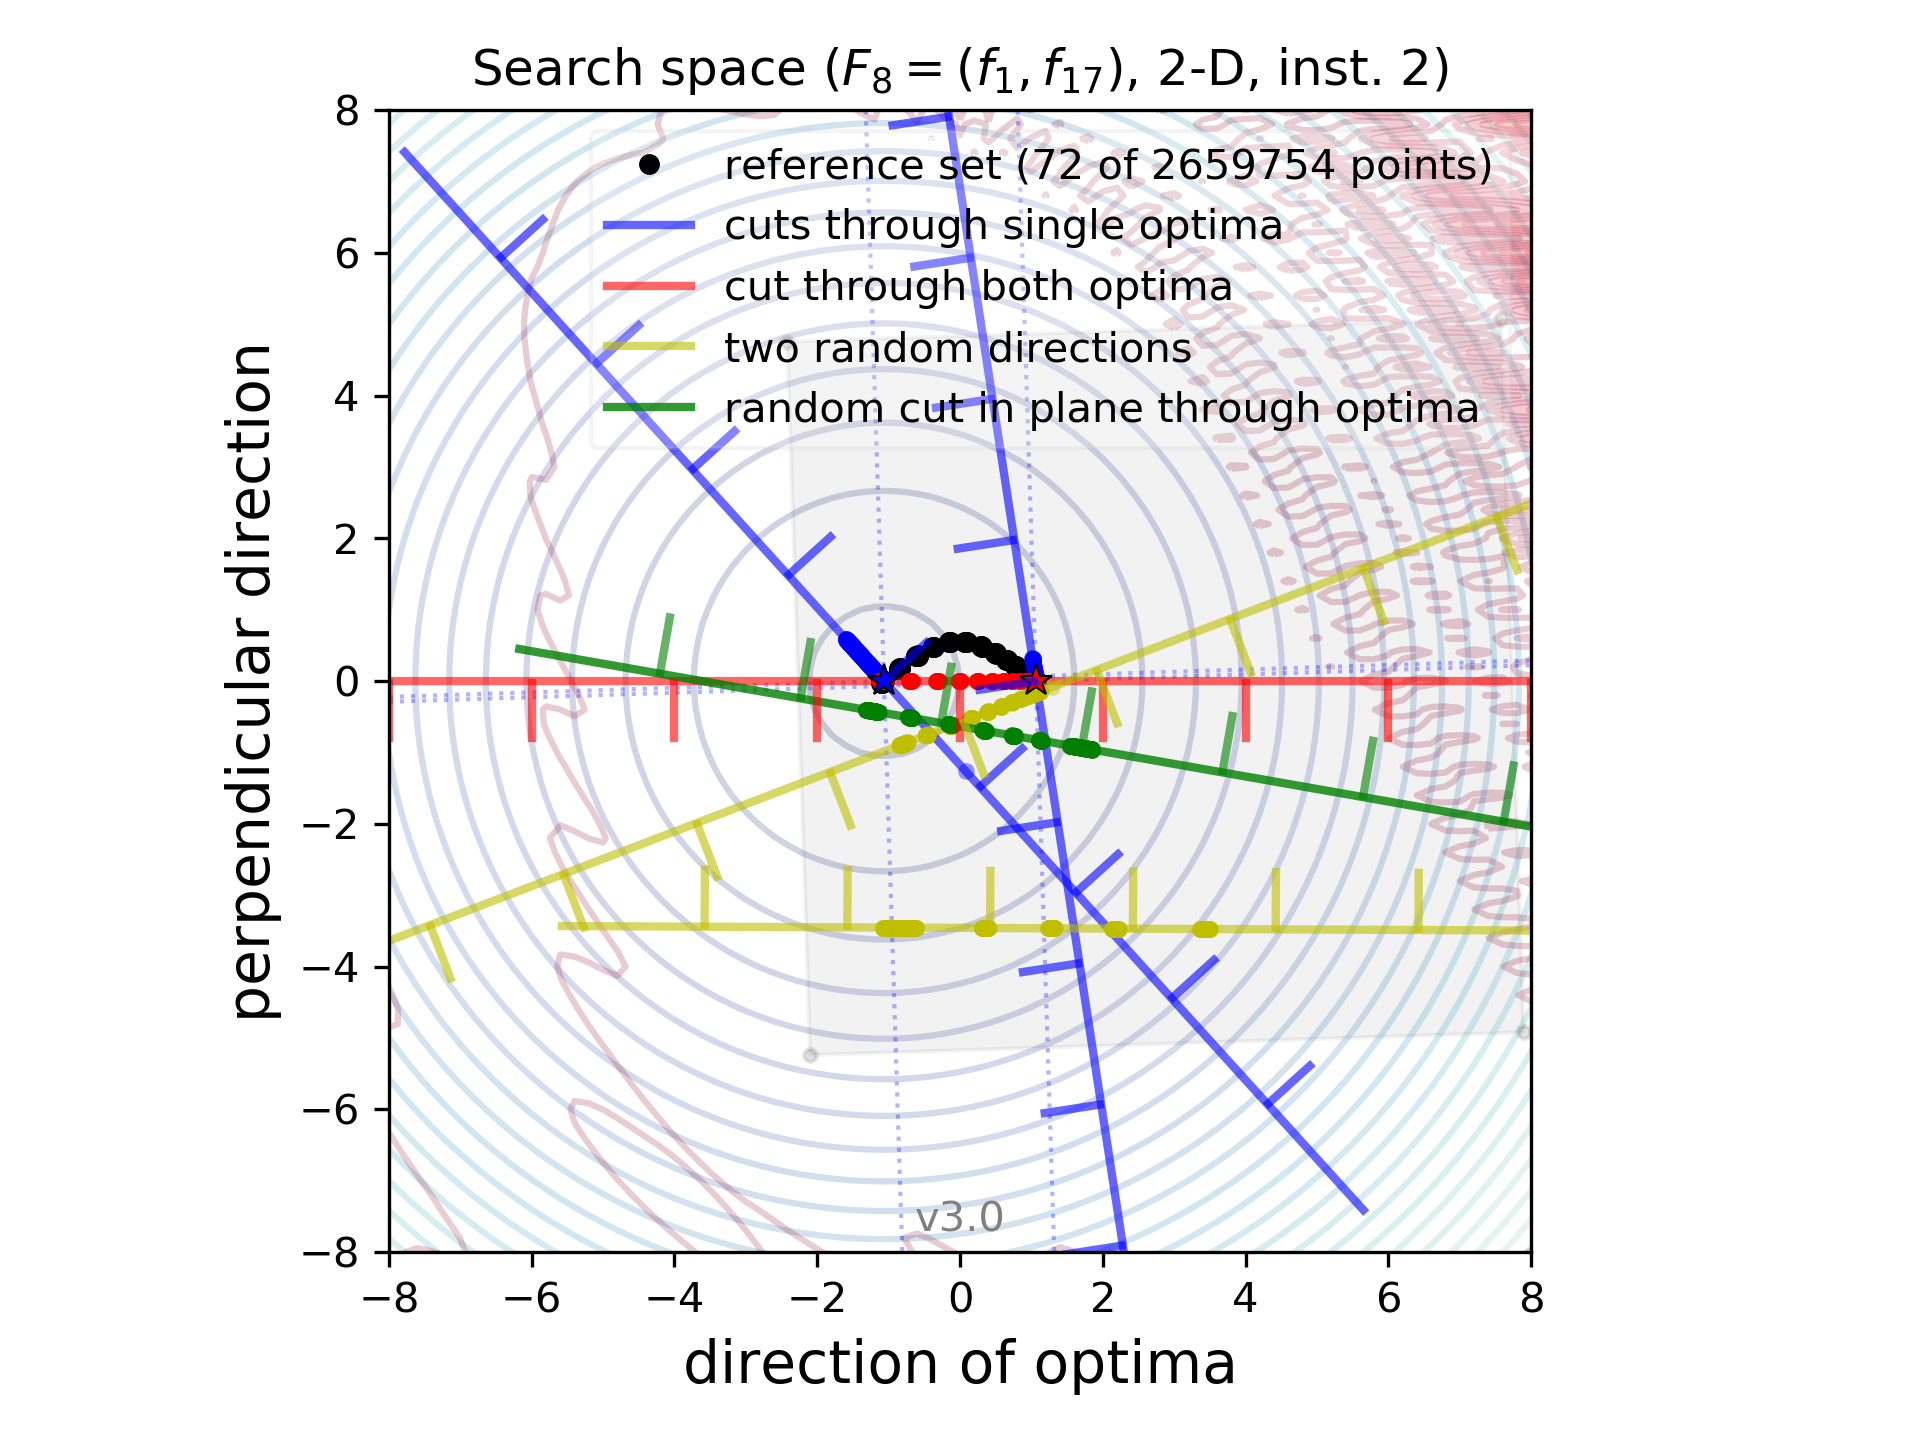 Search space (F₈ = (f₁, f₁₇), 2-D, inst. 2)
reference set (72 of 2659754 points)
cuts through single optima
cut through both optima
two random directions
random cut in plane through optima
8
6
4
2
0
−2
−4
−6
−8
perpendicular direction
v3.0
−8 −6 −4 −2 0 2 4 6 8
direction of optima